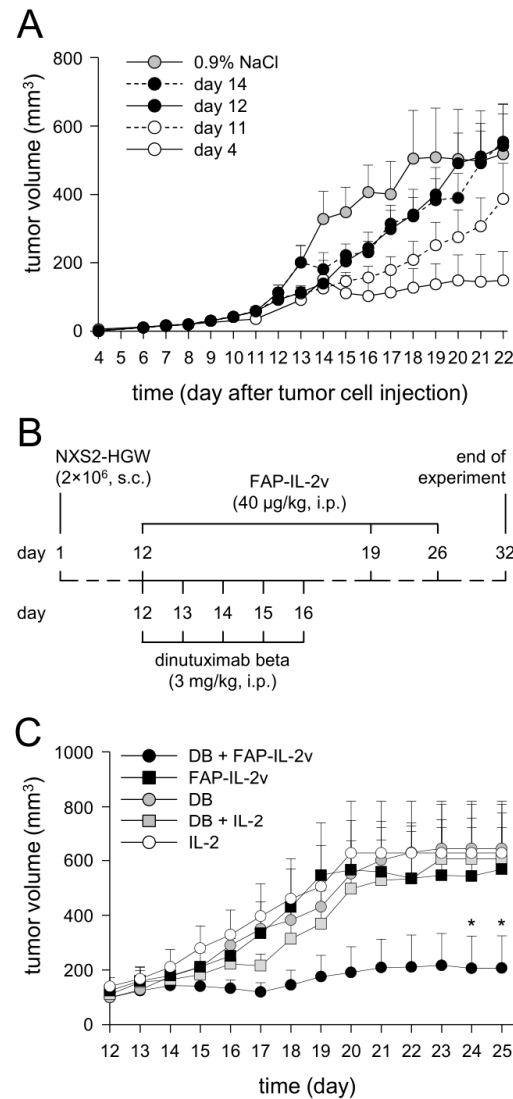 A
tumor volume (mm³)
800
600
400
200
0
0.9% NaCl
day 14
day 12
day 11
day 4
4 5 6 7 8 9 10 11 12 13 14 15 16 17 18 19 20 21 22
time (day after tumor cell injection)
B
NXS2-HGW
(2×10⁶, s.c.)
FAP-IL-2v
(40 µg/kg, i.p.)
end of
experiment
day 1 12 19 26 32
day 12 13 14 15 16
dinutuximab beta
(3 mg/kg, i.p.)
C
tumor volume (mm³)
1000
800
600
400
200
0
DB + FAP-IL-2v
FAP-IL-2v
DB
DB + IL-2
IL-2
* *
12 13 14 15 16 17 18 19 20 21 22 23 24 25
time (day)